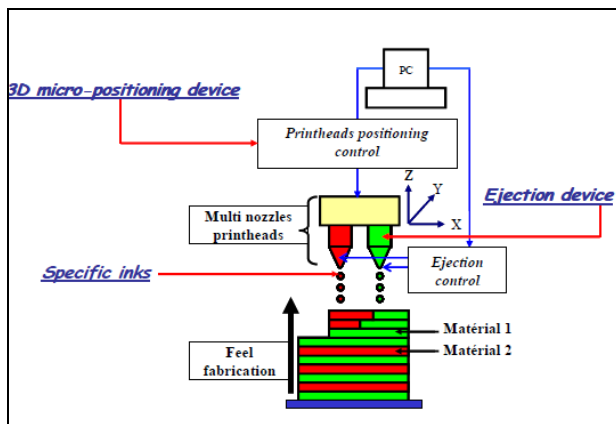 PC
3D micro-positioning device
Printheads positioning
control
Z
Y
X
Ejection device
Multi nozzles
printheads
Specific inks
Ejection
control
Matérial 1
Matérial 2
Feel
fabrication